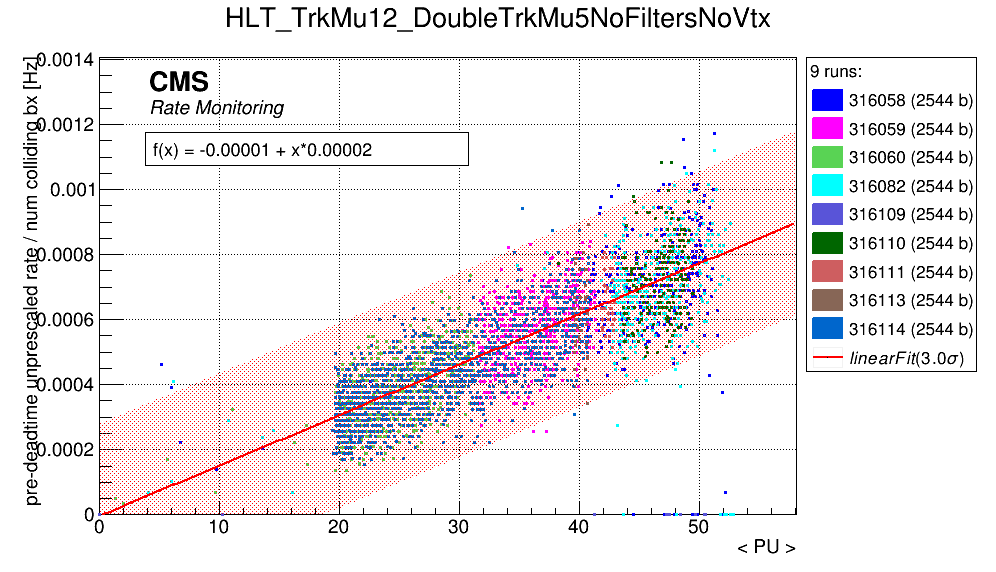 HLT_TrkMu12_DoubleTrkMu5NoFiltersNoVtx
pre-deadtime unprescaled rate / num colliding bx [Hz]
0.0014
0.0012
0.001
0.0008
0.0006
0.0004
0.0002
0
CMS
Rate Monitoring
f(x) = -0.00001 + x*0.00002
0 10 20 30 40 50
< PU >
9 runs:
316058 (2544 b)
316059 (2544 b)
316060 (2544 b)
316082 (2544 b)
316109 (2544 b)
316110 (2544 b)
316111 (2544 b)
316113 (2544 b)
316114 (2544 b)
linearFit(3.0σ)